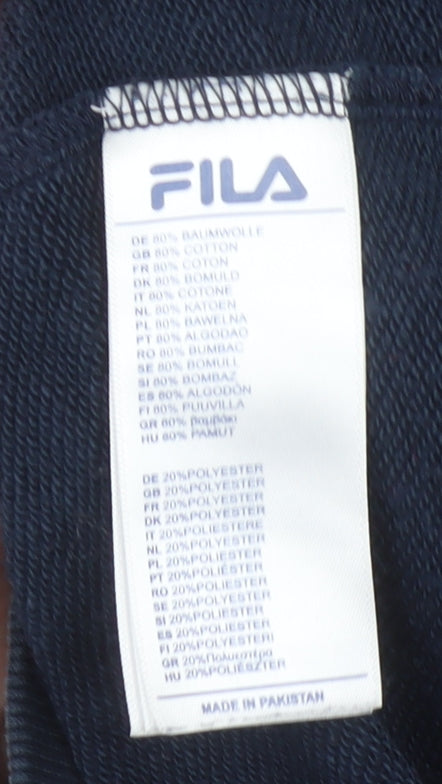 FILA
DE 80% BAUMWOLLE
GB 80% COTTON
FR 80% COTON
DK 80% BOMULD
IT 80% COTONE
NL 80% KATOEN
PL 80% BAWELNA
PT 80% ALGODAO
RO 80% BUMBAC
SE 80% BOMULL
SI 80% BOMBAZ
ES 80% ALGODÓN
FI 80% PUUVILLA
GR 80% βαμβάκι
HU 80% PAMUT
DE 20%POLYESTER
GB 20%POLYESTER
FR 20%POLYESTER
DK 20%POLYESTER
IT 20%POLIESTERE
NL 20%POLYESTER
PL 20%POLIESTER
PT 20%POLIÉSTER
RO 20%POLIESTER
SE 20%POLYESTER
SI 20%POLIESTER
ES 20%POLIESTER
FI 20%POLYESTERI
GR 20%Πολυεστέρα
HU 20%POLIÉSZTER
MADE IN PAKISTAN